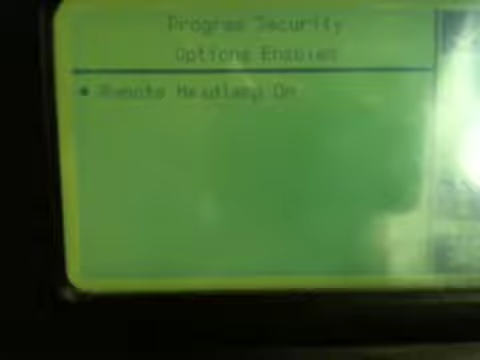 Program Security
Options Enabled
• Remote Headlamp On